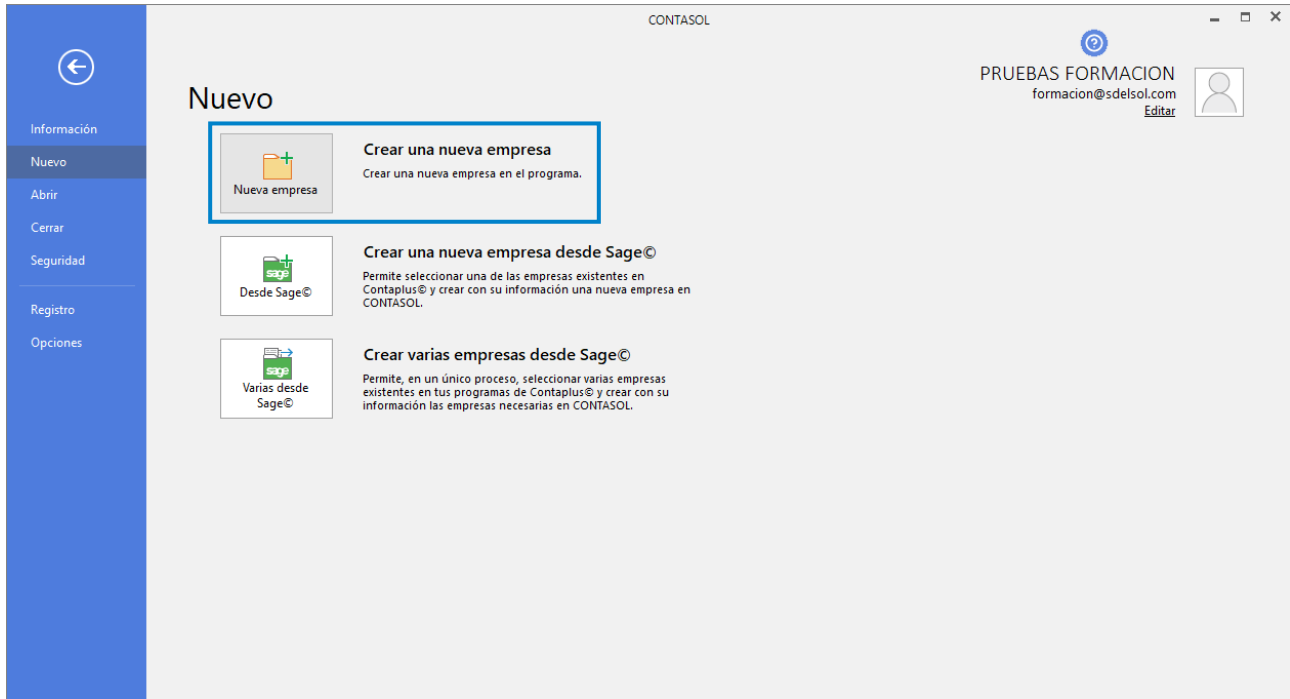 CONTASOL
PRUEBAS FORMACION
formacion@sdelsol.com
Editar
Información
Nuevo
Abrir
Cerrar
Seguridad
Registro
Opciones
Nuevo
Nueva empresa
Crear una nueva empresa
Crear una nueva empresa en el programa.
sage
Desde Sage©
Crear una nueva empresa desde Sage©
Permite seleccionar una de las empresas existentes en
Contaplus© y crear con su información una nueva empresa en
CONTASOL.
sage
Varias desde
Sage©
Crear varias empresas desde Sage©
Permite, en un único proceso, seleccionar varias empresas
existentes en tus programas de Contaplus© y crear con su
información las empresas necesarias en CONTASOL.